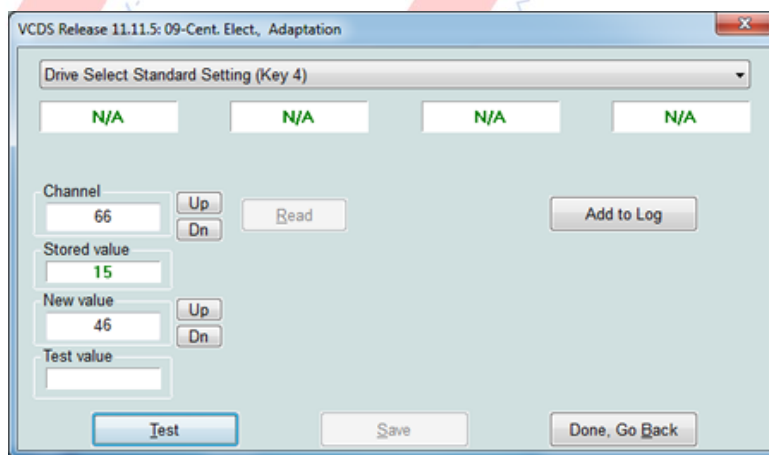 VCDS Release 11.11.5: 09-Cent. Elect., Adaptation
Drive Select Standard Setting (Key 4)
N/A N/A N/A N/A
Channel
66
Up
Dn
Read
Add to Log
Stored value
15
New value
46
Up
Dn
Test value
Test Save Done, Go Back